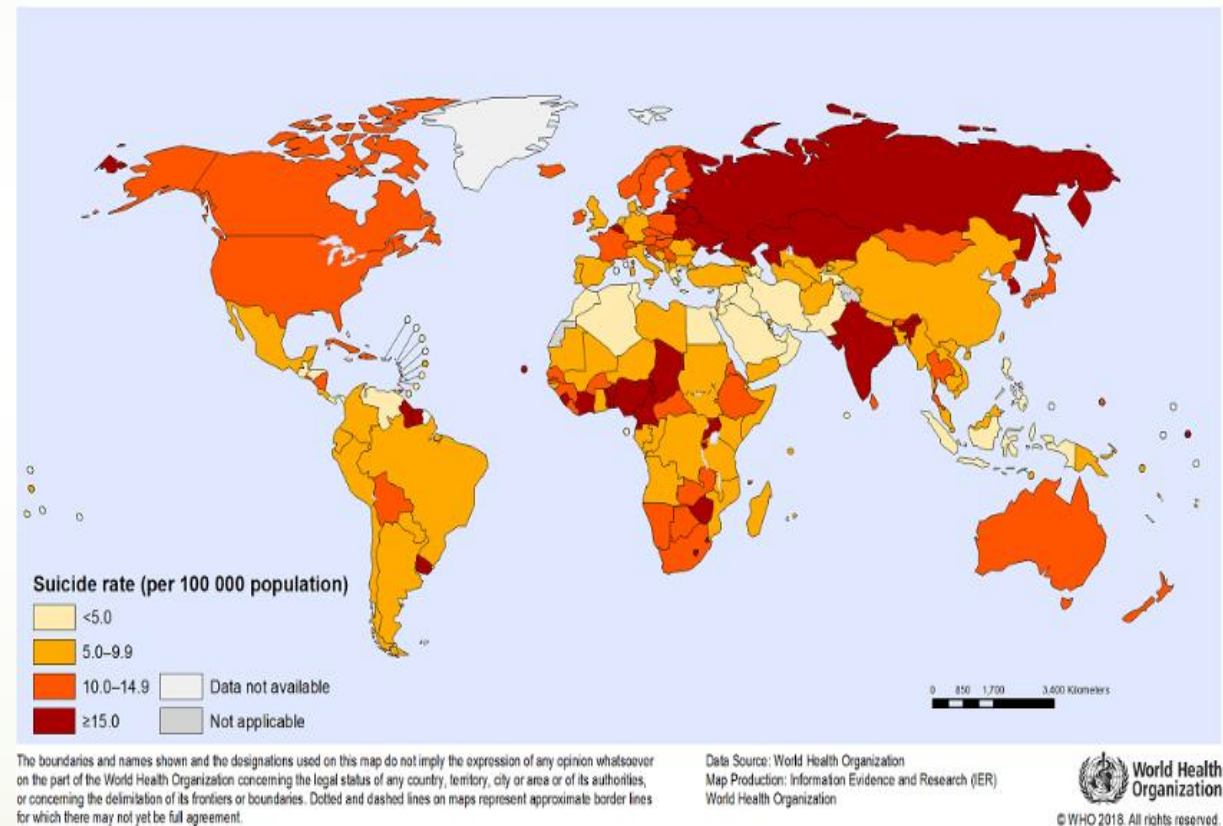 Suicide rate (per 100 000 population)
<5.0
5.0–9.9
10.0–14.9
≥15.0
Data not available
Not applicable
0 850 1,700 3,400 Kilometers
The boundaries and names shown and the designations used on this map do not imply the expression of any opinion whatsoever
on the part of the World Health Organization concerning the legal status of any country, territory, city or area or of its authorities,
or concerning the delimitation of its frontiers or boundaries. Dotted and dashed lines on maps represent approximate border lines
for which there may not yet be full agreement.
Data Source: World Health Organization
Map Production: Information Evidence and Research (IER)
World Health Organization
World Health
Organization
© WHO 2018. All rights reserved.